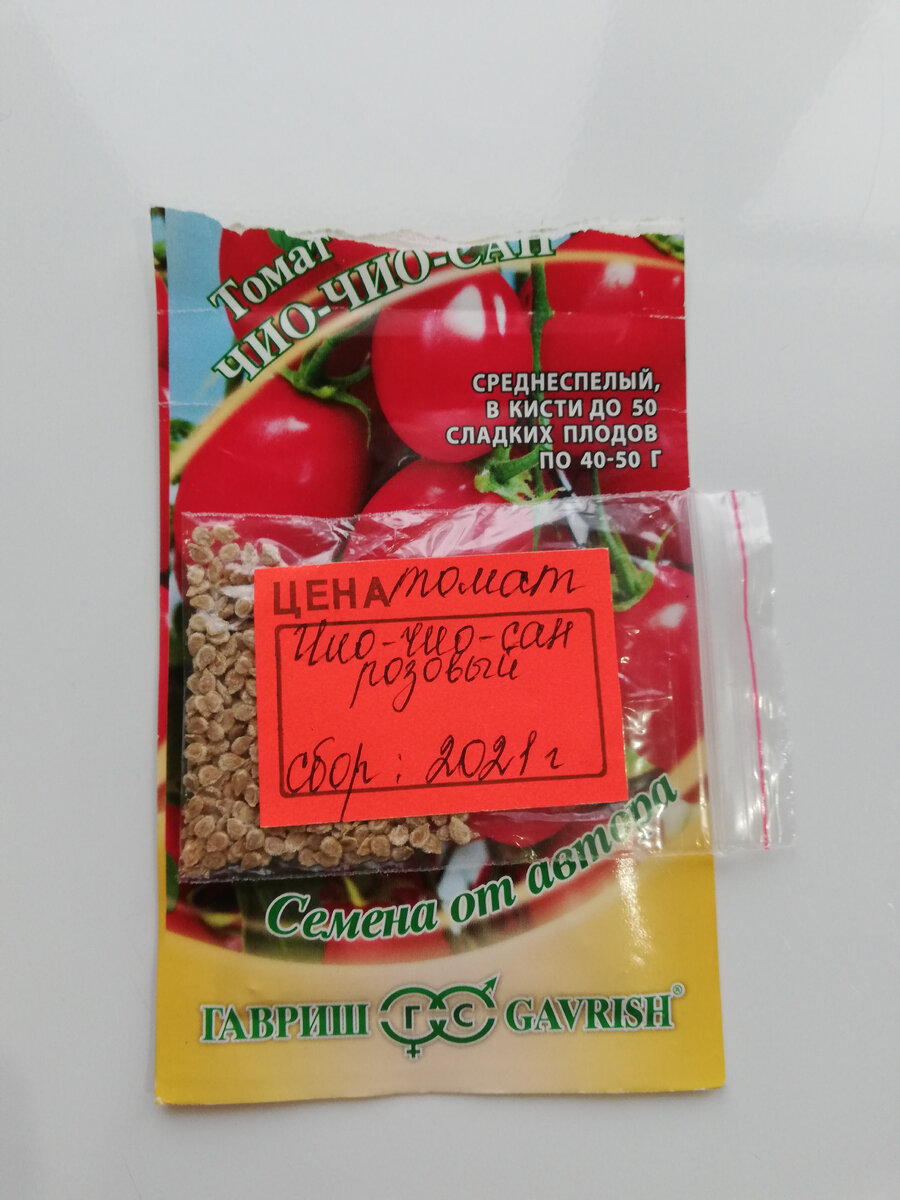 Томат
ЧИО-ЧИО-САН
СРЕДНЕСПЕЛЫЙ,
В КИСТИ ДО 50
СЛАДКИХ ПЛОДОВ
ПО 40-50 Г
ЦЕНА томат
Чио-чио-сан
розовый
сбор: 2021 г
Семена от автора
ГАВРИШ ГС GAVRISH®